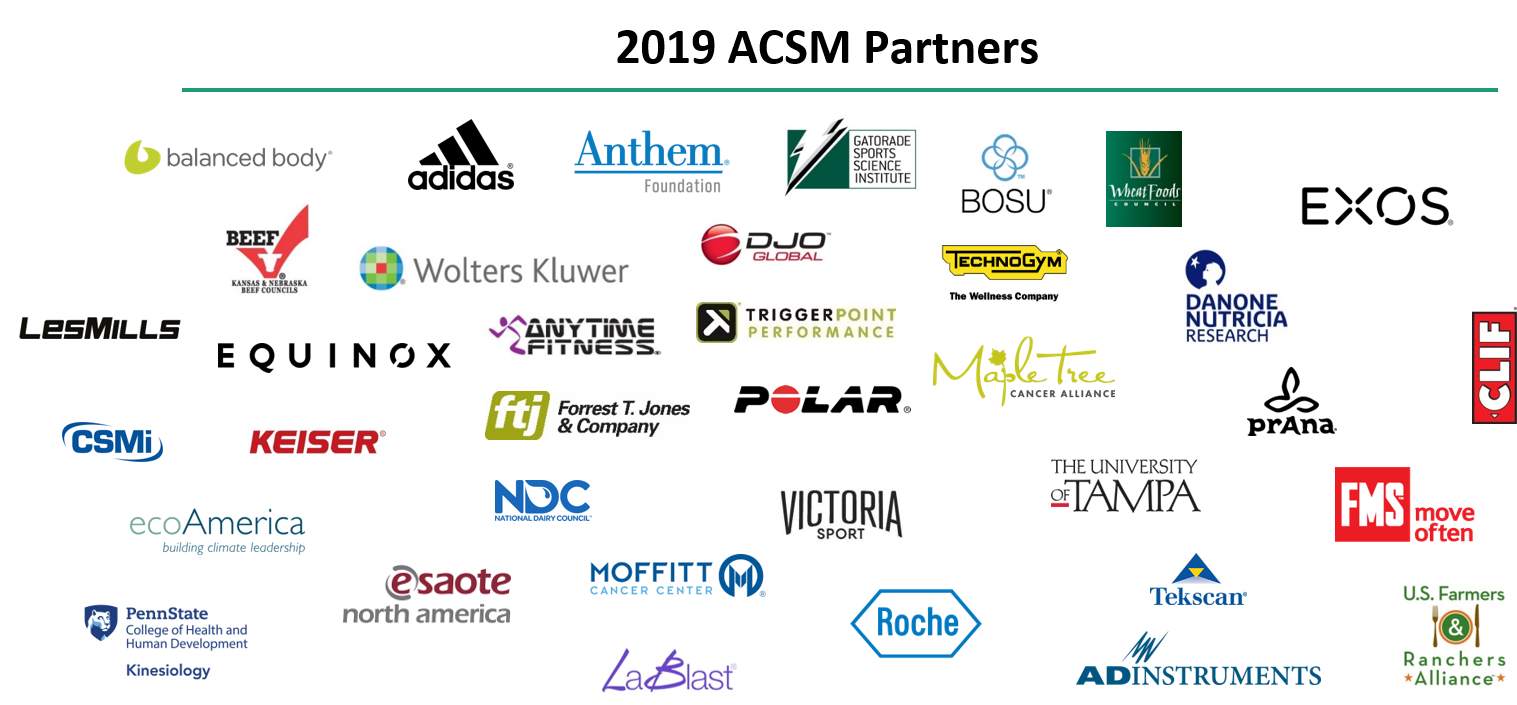 2019 ACSM Partners
balanced body®
adidas®
Anthem®
Foundation
GATORADE
SPORTS
SCIENCE
INSTITUTE
BOSU®
Wheat Foods
COUNCIL
EXOS®
BEEF
KANSAS & NEBRASKA
BEEF COUNCILS
Wolters Kluwer
DJO™
GLOBAL
TECHNOGYM
The Wellness Company
DANONE
NUTRICIA
RESEARCH
LESMILLS
EQUINOX
ANYTIME
FITNESS®
TRIGGERPOINT
PERFORMANCE
Maple Tree
CANCER ALLIANCE
CLIF
CSMi
KEISER®
ftj
Forrest T. Jones
& Company
POLAR®
prAna
ecoAmerica
building climate leadership
NDC
NATIONAL DAIRY COUNCIL™
VICTORIA
SPORT
THE UNIVERSITY
OF TAMPA
FMS
move
often
PennState
College of Health and
Human Development
Kinesiology
esaote
north america
MOFFITT
CANCER CENTER
M®
Roche
Tekscan®
U.S. Farmers
&
Ranchers
Alliance™
LaBlast®
ADINSTRUMENTS